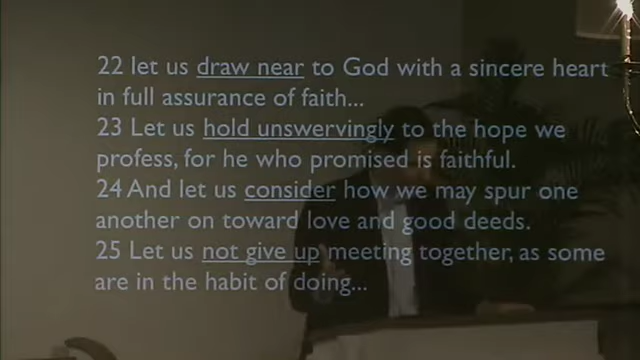 22 let us draw near to God with a sincere heart
in full assurance of faith...
23 Let us hold unswervingly to the hope we
profess, for he who promised is faithful.
24 And let us consider how we may spur one
another on toward love and good deeds.
25 Let us not give up meeting together, as some
are in the habit of doing...